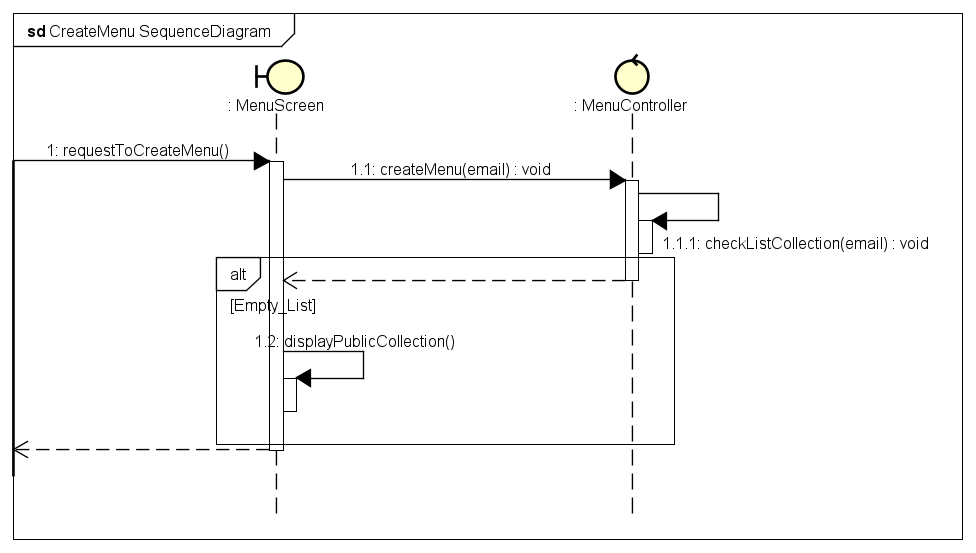 sd CreateMenu SequenceDiagram
: MenuScreen
: MenuController
1: requestToCreateMenu()
1.1: createMenu(email) : void
1.1.1: checkListCollection(email) : void
alt
[Empty_List]
1.2: displayPublicCollection()